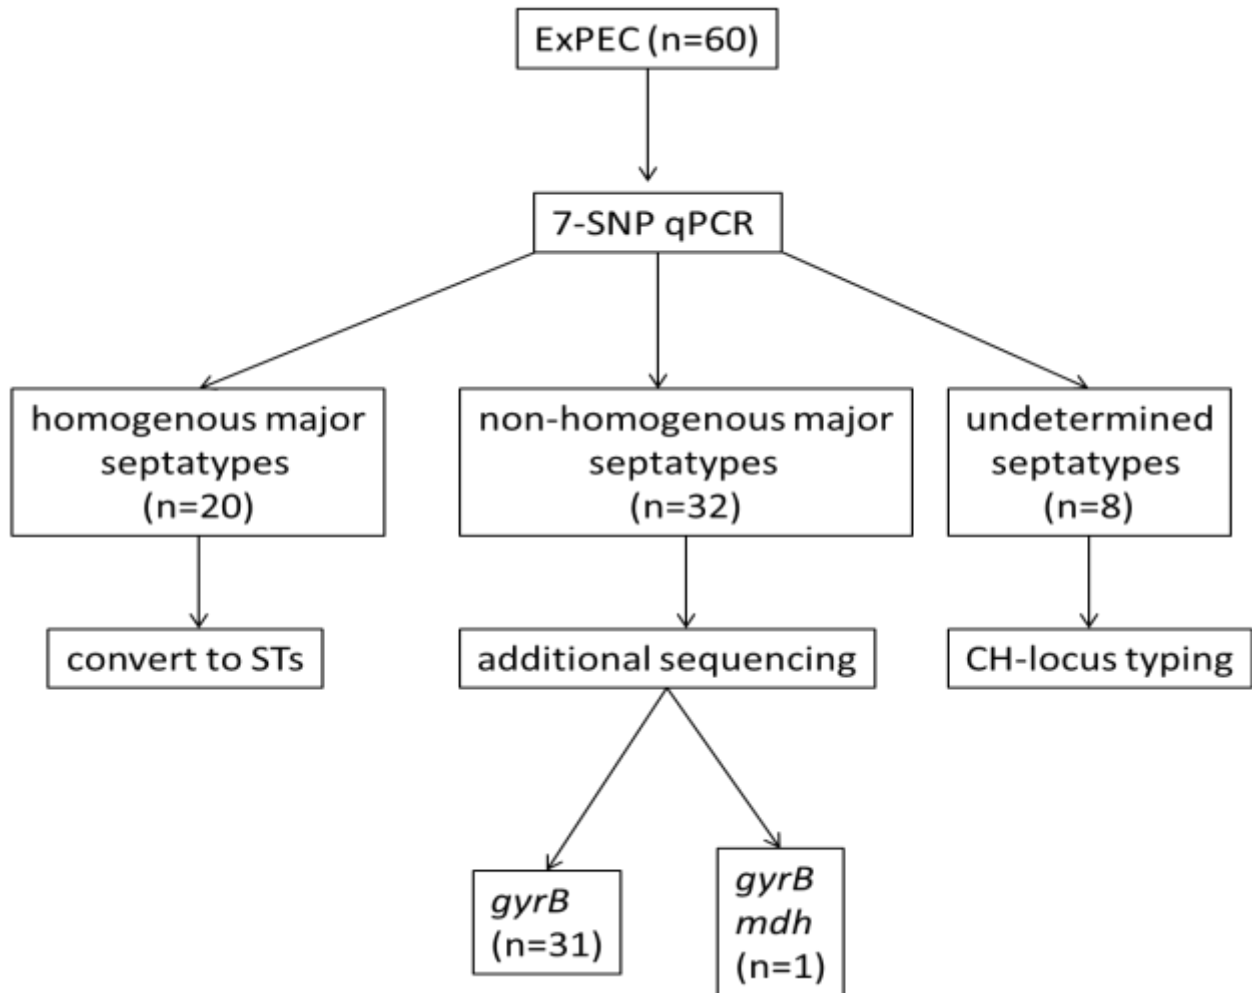 ExPEC (n=60)
7-SNP qPCR
homogenous major
septatypes
(n=20)
non-homogenous major
septatypes
(n=32)
undetermined
septatypes
(n=8)
convert to STs
additional sequencing
CH-locus typing
gyrB
(n=31)
gyrB
mdh
(n=1)